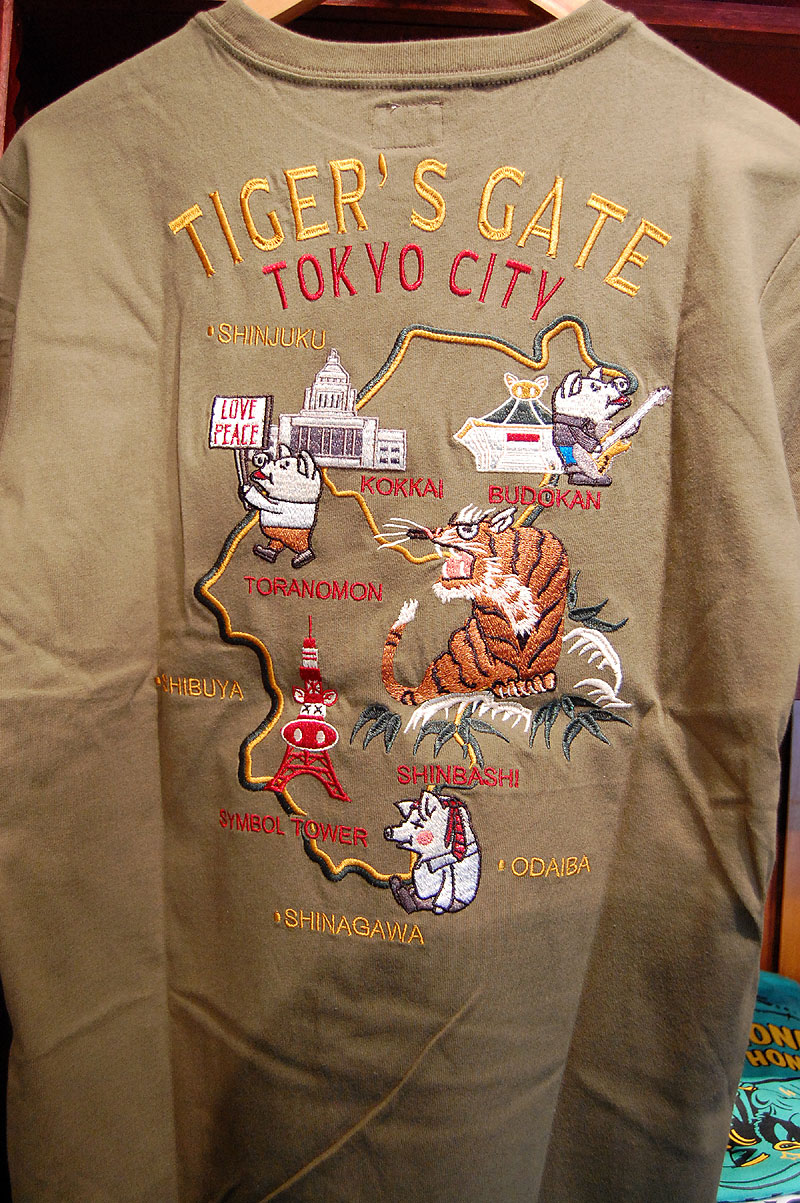 TIGER'S GATE
TOKYO CITY
SHINJUKU
LOVE
PEACE
KOKKAI
BUDOKAN
TORANOMON
SHIBUYA
SHINBASHI
SYMBOL TOWER
ODAIBA
SHINAGAWA